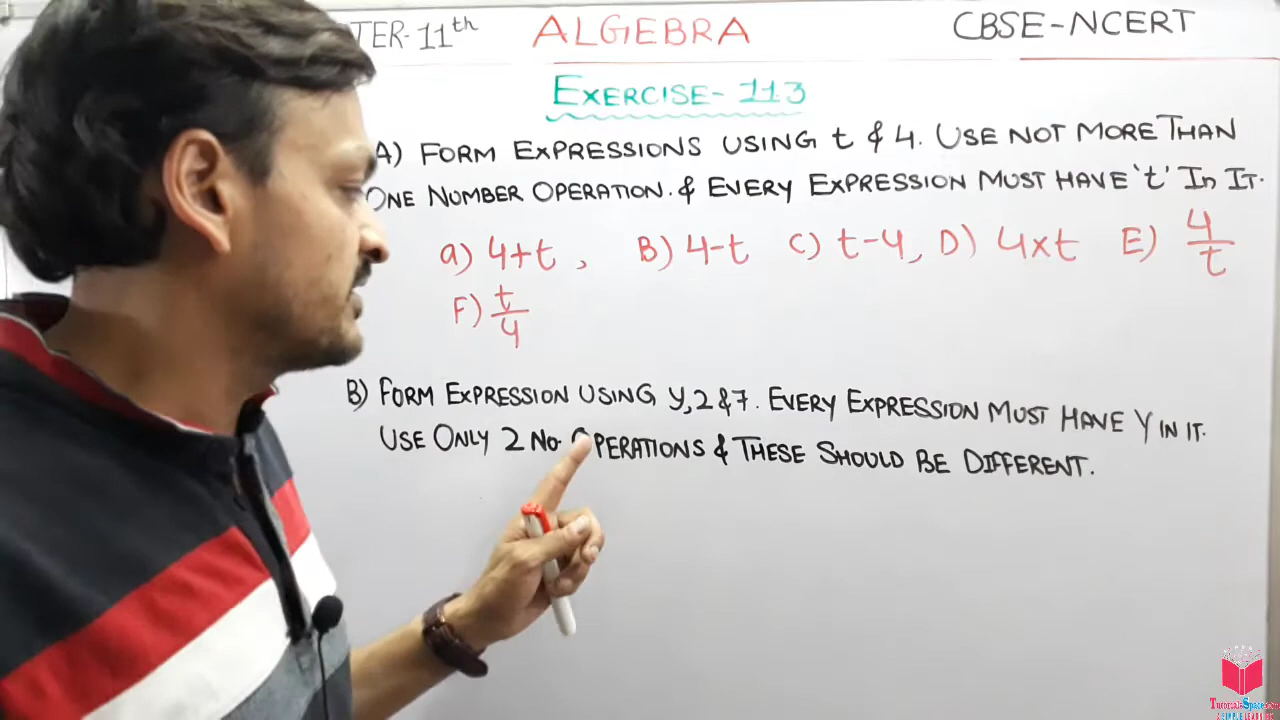 TER-11th ALGEBRA CBSE-NCERT
EXERCISE-11.3
A) FORM EXPRESSIONS USING t & 4. USE NOT MORE THAN
ONE NUMBER OPERATION. & EVERY EXPRESSION MUST HAVE 't' IN IT.
a) 4+t, B) 4-t C) t-4, D) 4×t E) 4/t
F) t/4
B) FORM EXPRESSION USING Y, 2 & 7. EVERY EXPRESSION MUST HAVE Y IN IT.
USE ONLY 2 NO. OPERATIONS & THESE SHOULD BE DIFFERENT.